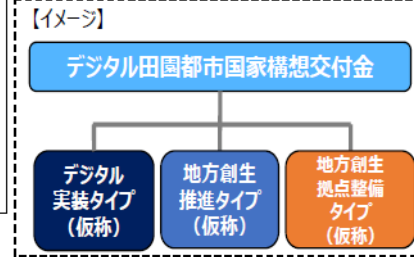 【イメージ】
デジタル田園都市国家構想交付金
デジタル
実装タイプ
(仮称)
地方創生
推進タイプ
(仮称)
地方創生
拠点整備
タイプ
(仮称)